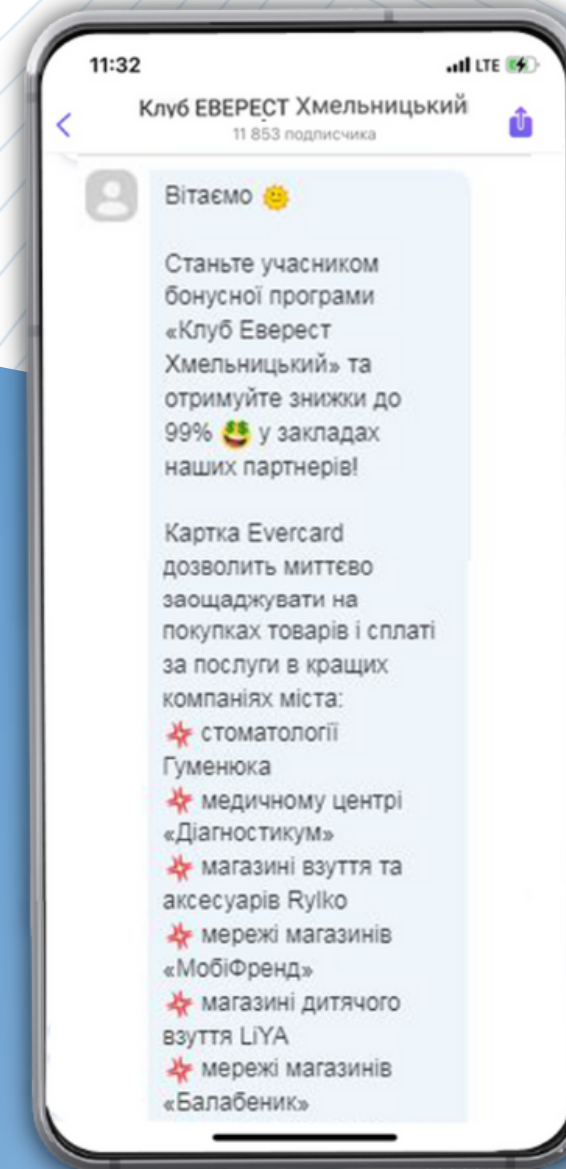 11:32
LTE
Клуб ЕВЕРЕСТ Хмельницький
11 853 подписчика
Вітаємо 🌞
Станьте учасником
бонусної програми
«Клуб Еверест
Хмельницький» та
отримуйте знижки до
99% 🤑 у закладах
наших партнерів!
Картка Evercard
дозволить миттєво
заощаджувати на
покупках товарів і сплаті
за послуги в кращих
компаніях міста:
💢 стоматології
Гуменюка
💢 медичному центрі
«Діагностикум»
💢 магазині взуття та
аксесуарів Rylko
💢 мережі магазинів
«МобіФренд»
💢 магазині дитячого
взуття LiYA
💢 мережі магазинів
«Балабеник»